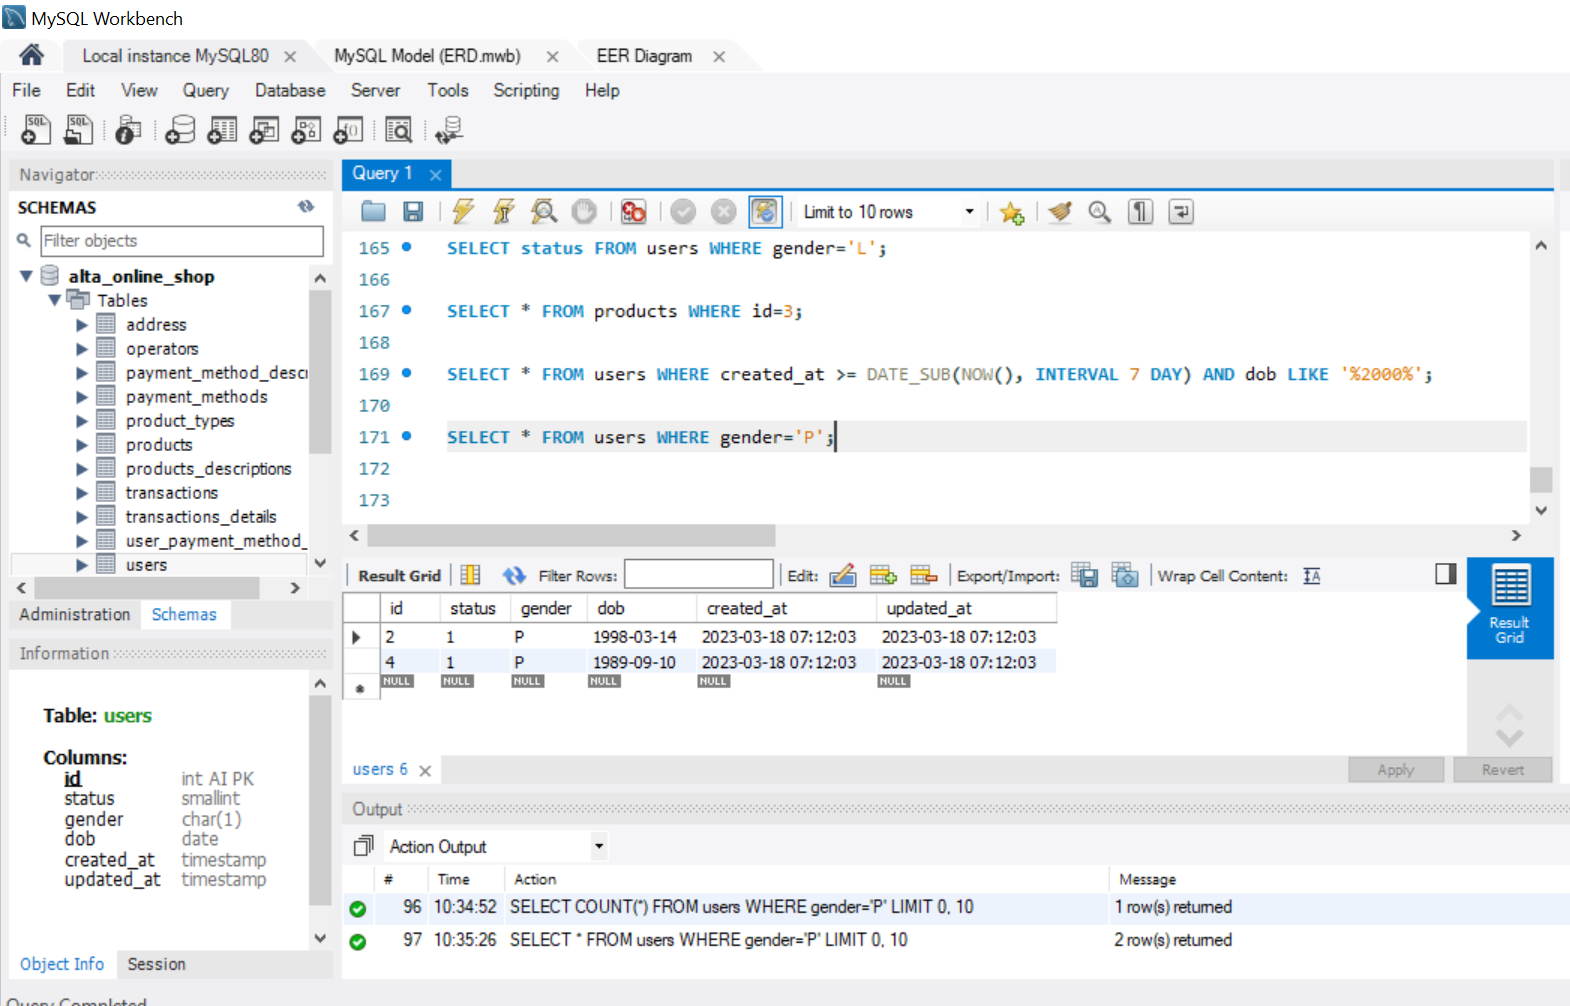 MySQL Workbench
Local instance MySQL80
MySQL Model (ERD.mwb)
EER Diagram
File Edit View Query Database Server Tools Scripting Help
SQL SQL
Navigator
SCHEMAS
Filter objects
alta_online_shop
Tables
address
operators
payment_method_descr
payment_methods
product_types
products
products_descriptions
transactions
transactions_details
user_payment_method_
users
Administration Schemas
Information
Table: users
Columns:
id int AI PK
status smallint
gender char(1)
dob date
created_at timestamp
updated_at timestamp
Object Info Session
Query Completed
Query 1
Limit to 10 rows
165 SELECT status FROM users WHERE gender='L';
166
167 SELECT * FROM products WHERE id=3;
168
169 SELECT * FROM users WHERE created_at >= DATE_SUB(NOW(), INTERVAL 7 DAY) AND dob LIKE '%2000%';
170
171 SELECT * FROM users WHERE gender='P';
172
173
Result Grid Filter Rows: Edit: Export/Import: Wrap Cell Content: IA
id status gender dob created_at updated_at
2 1 P 1998-03-14 2023-03-18 07:12:03 2023-03-18 07:12:03
4 1 P 1989-09-10 2023-03-18 07:12:03 2023-03-18 07:12:03
NULL NULL NULL NULL NULL NULL
Result
Grid
users 6
Apply Revert
Output
Action Output
# Time Action Message
96 10:34:52 SELECT COUNT(*) FROM users WHERE gender='P' LIMIT 0, 10 1 row(s) returned
97 10:35:26 SELECT * FROM users WHERE gender='P' LIMIT 0, 10 2 row(s) returned